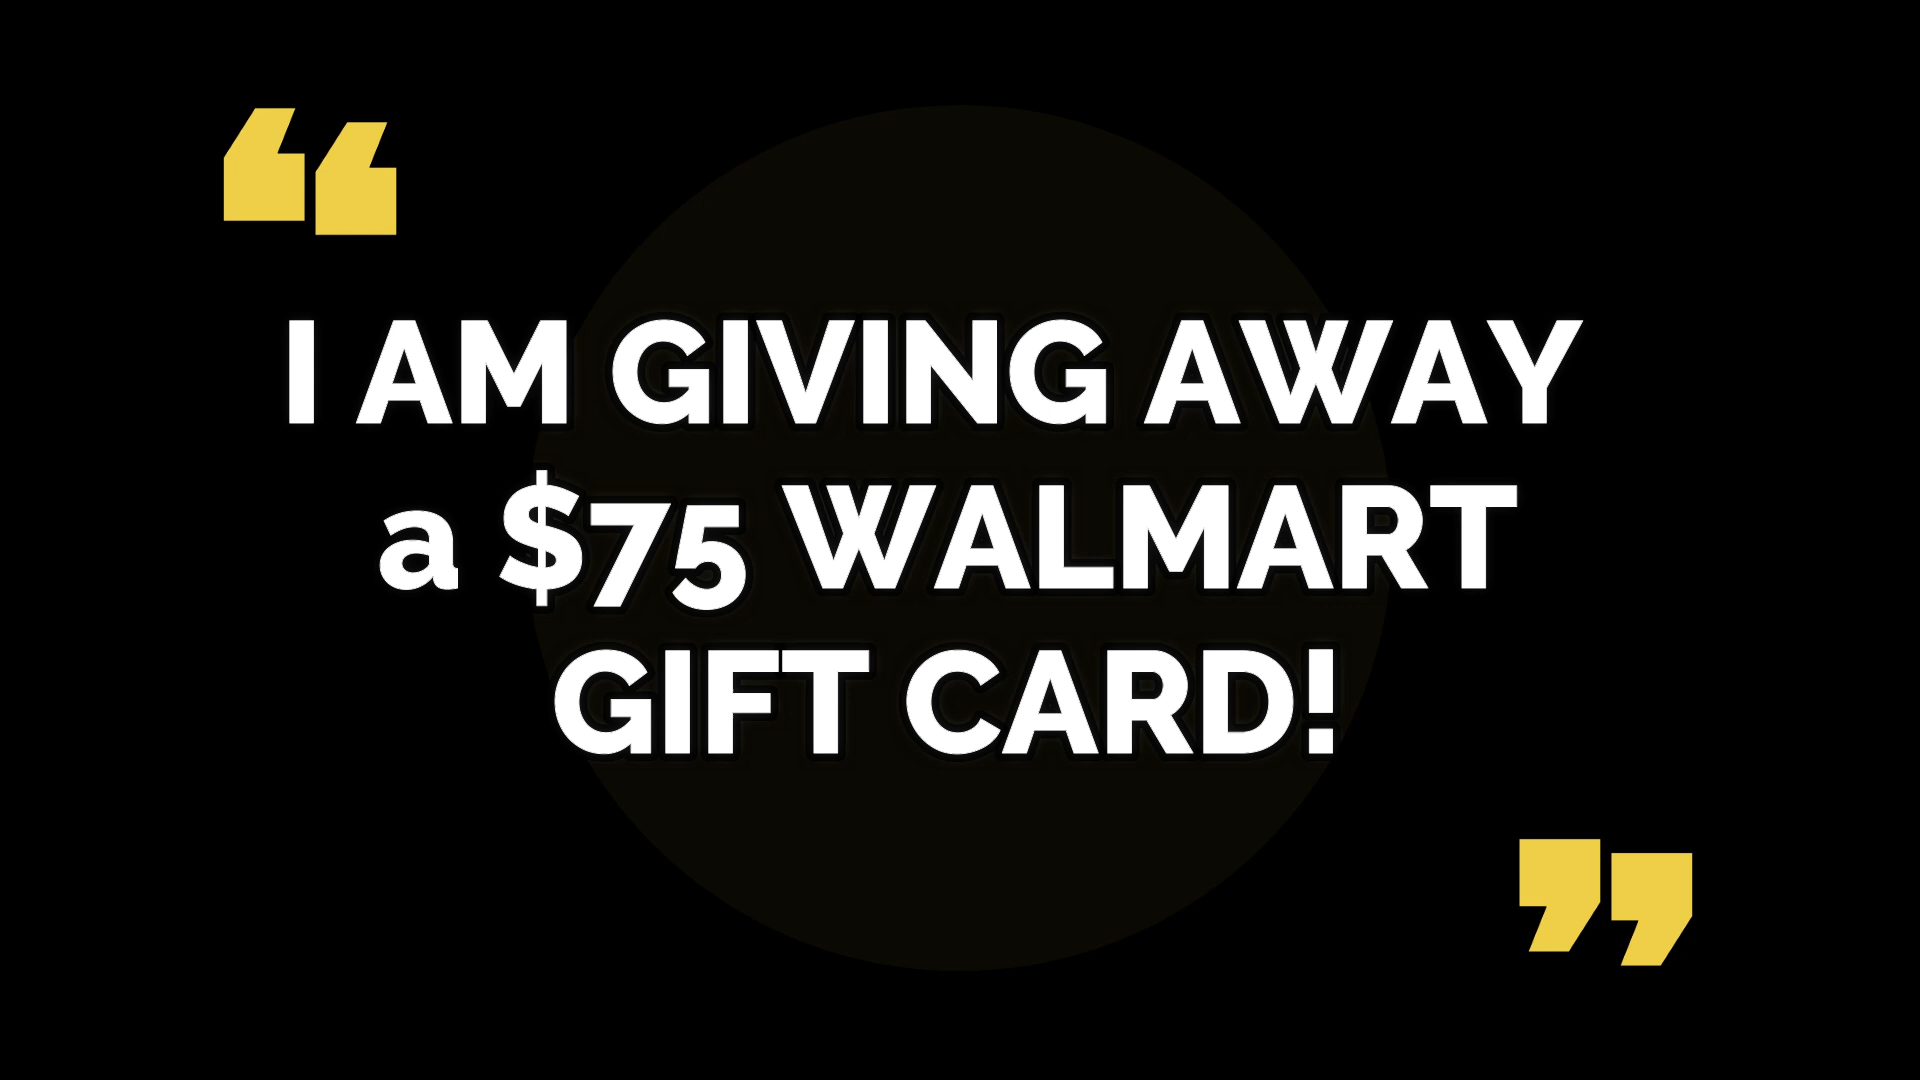 “
I AM GIVING AWAY
a $75 WALMART
GIFT CARD!
”